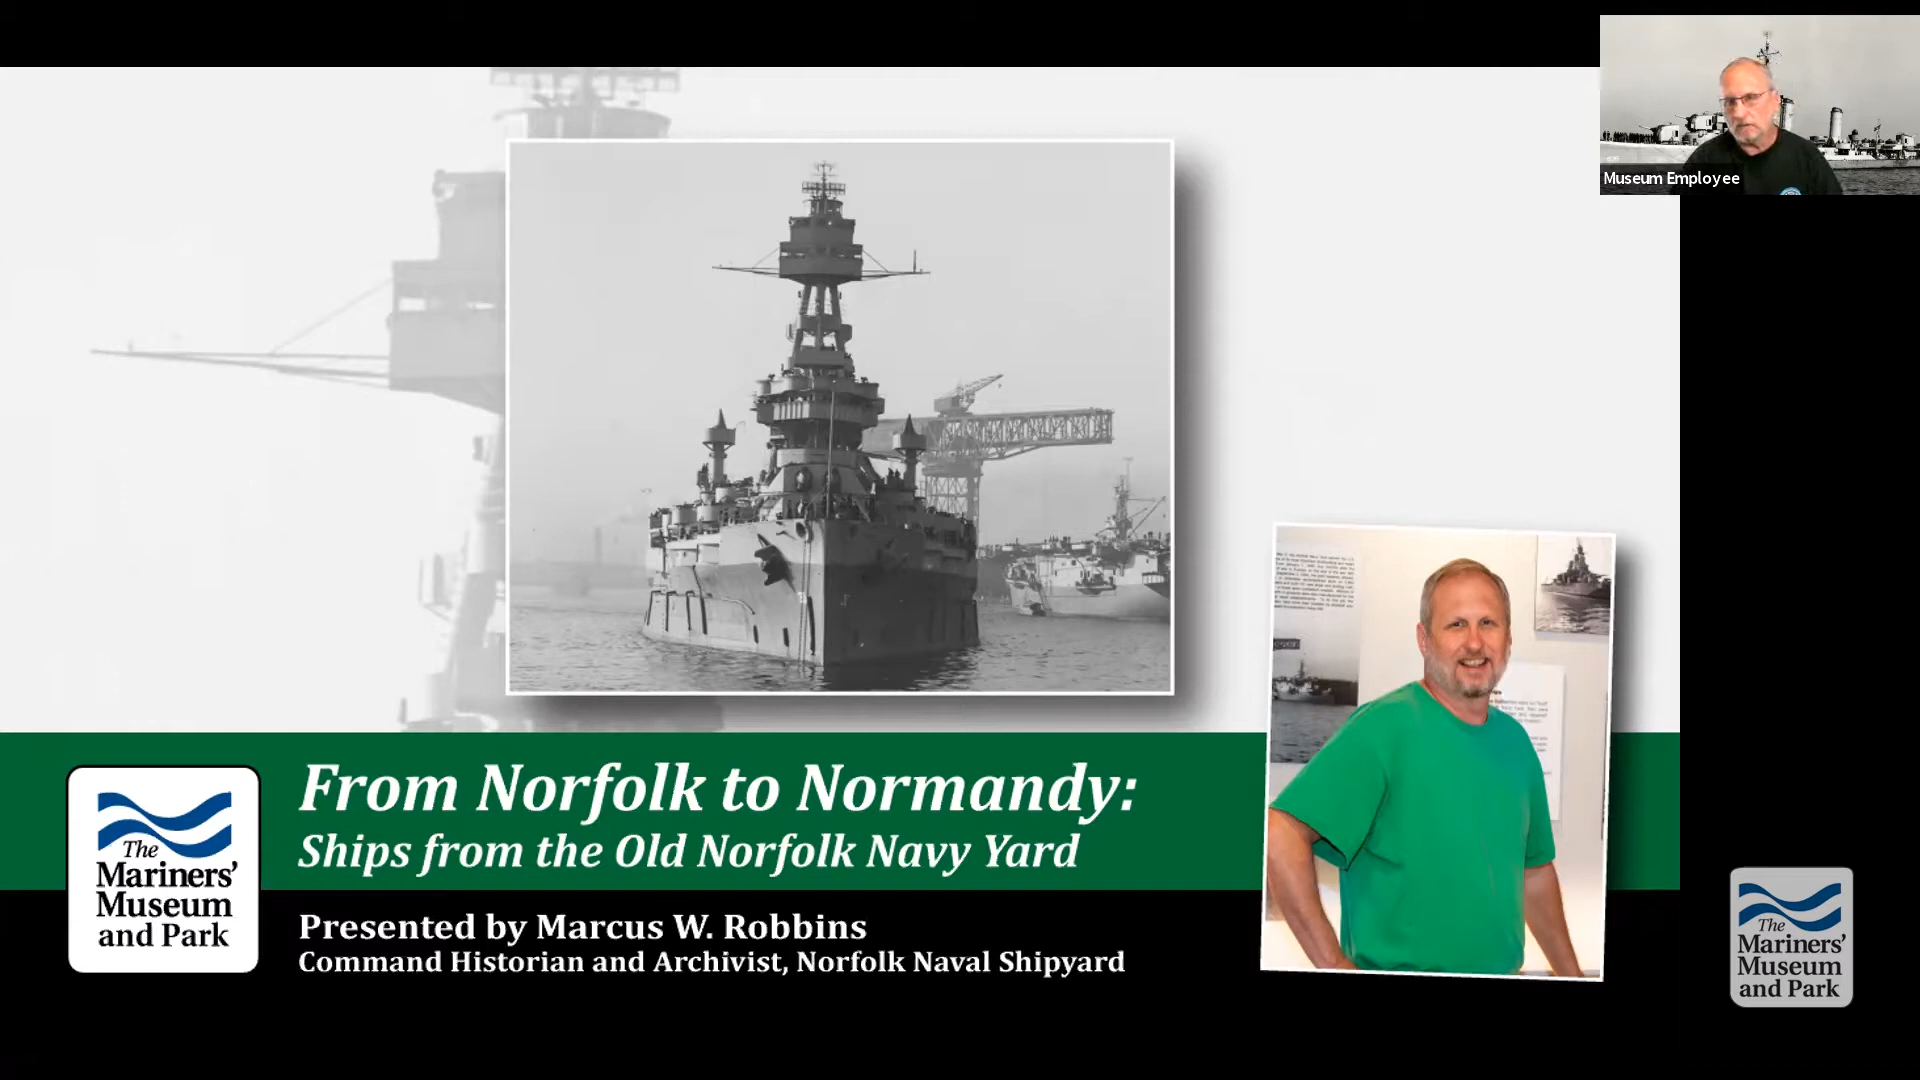 Museum Employee
From Norfolk to Normandy:
Ships from the Old Norfolk Navy Yard
Presented by Marcus W. Robbins
Command Historian and Archivist, Norfolk Naval Shipyard
The
Mariners'
Museum
and Park
The
Mariners'
Museum
and Park